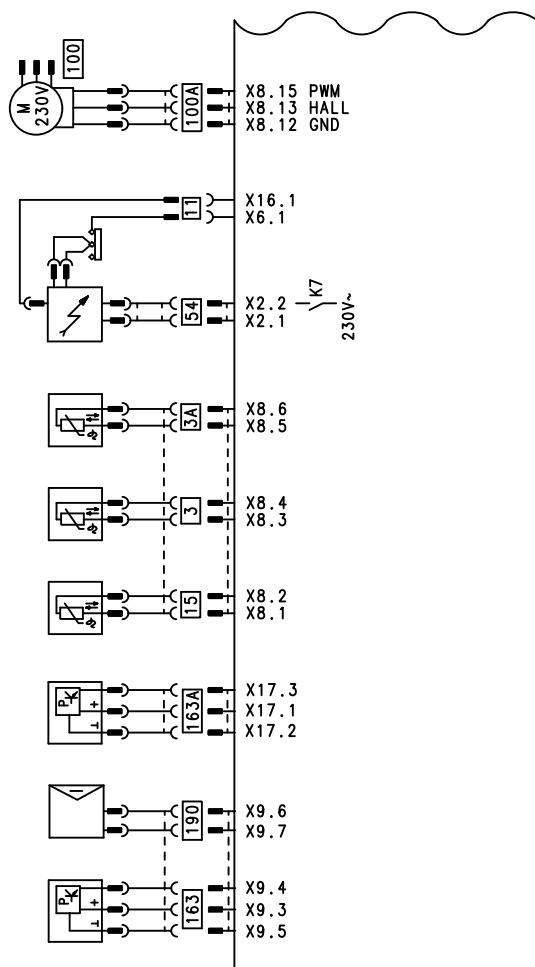 100
M
230V
100A
X8.15 PWM
X8.13 HALL
X8.12 GND
11
X16.1
X6.1
54
X2.2
X2.1
K7
230V~
3A
X8.6
X8.5
3
X8.4
X8.3
15
X8.2
X8.1
P
+
163A
X17.3
X17.1
X17.2
190
X9.6
X9.7
P
+
163
X9.4
X9.3
X9.5